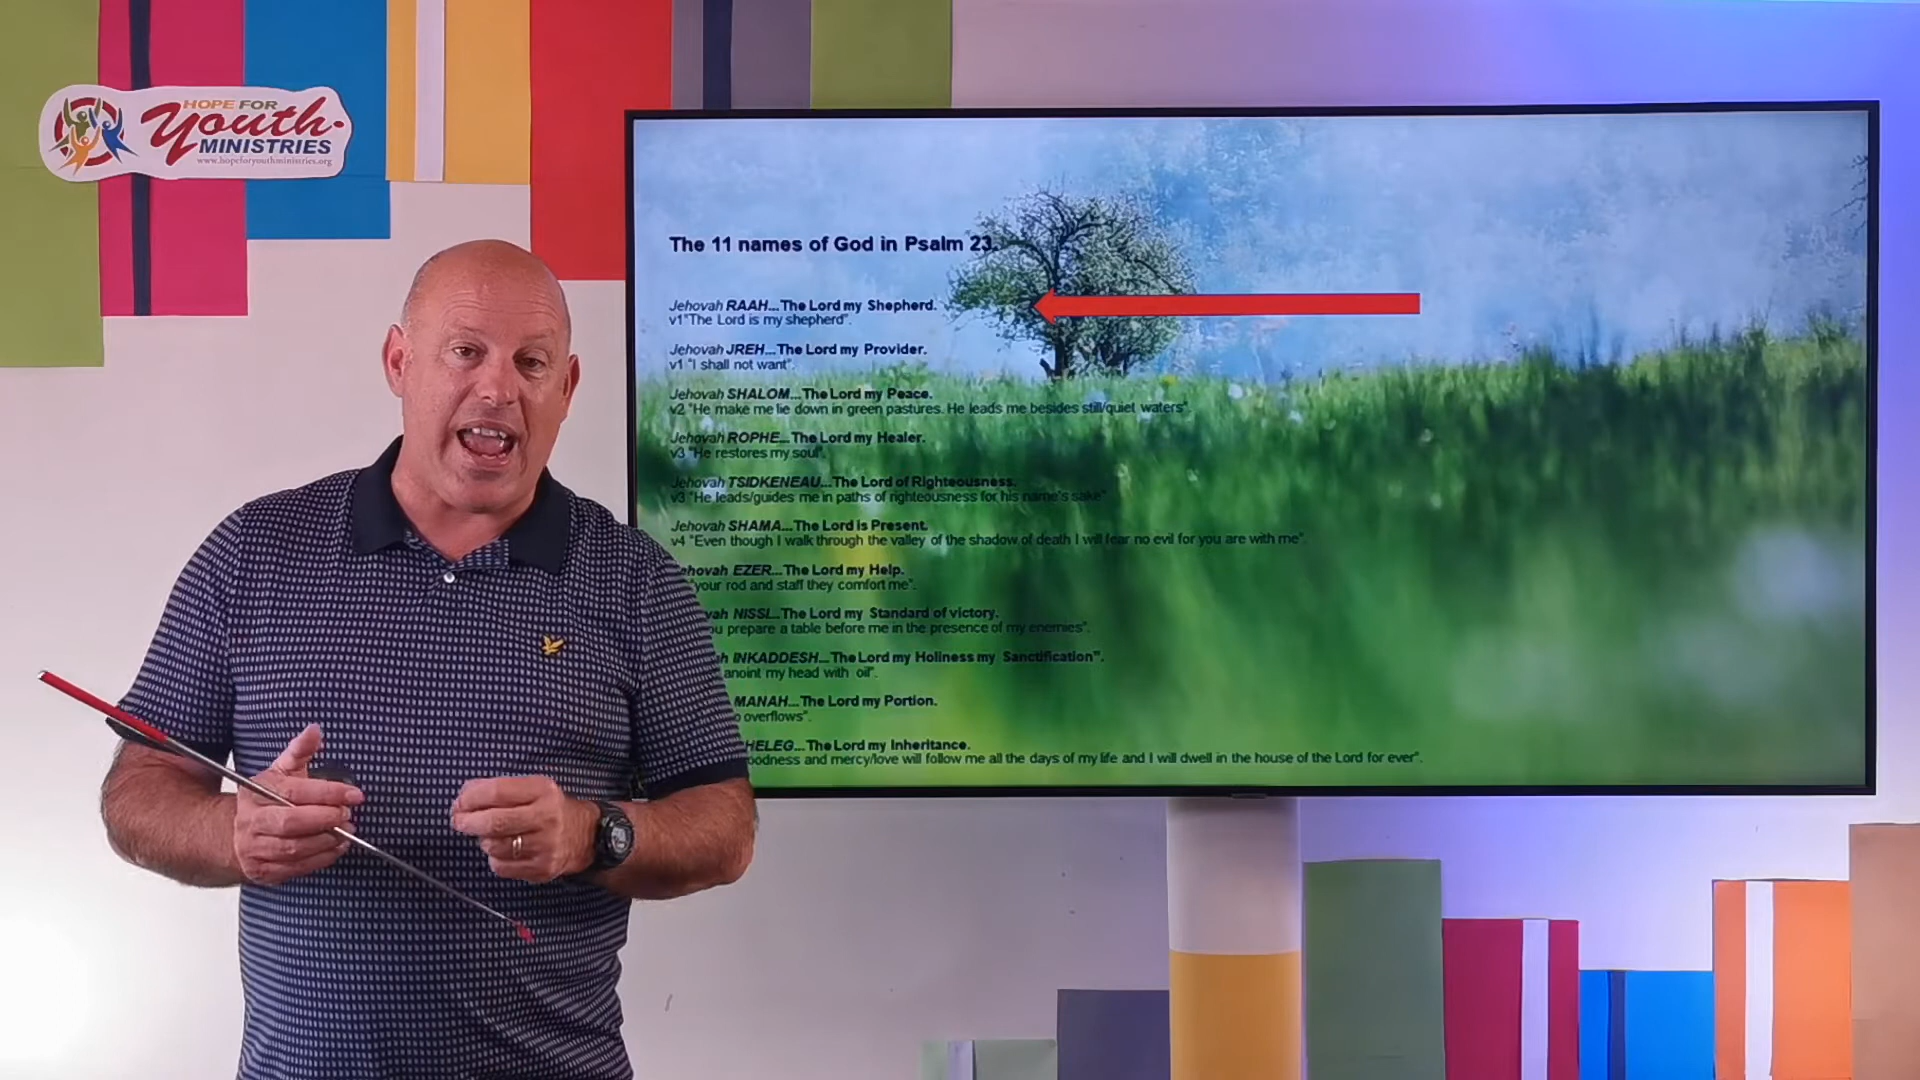 HOPE FOR
Youth
MINISTRIES
www.hopeforyouthministries.org
The 11 names of God in Psalm 23.
Jehovah RAAH...The Lord my Shepherd.
v1"The Lord is my shepherd".
Jehovah JREH...The Lord my Provider.
v1 "I shall not want".
Jehovah SHALOM...The Lord my Peace.
v2 "He make me lie down in green pastures. He leads me besides still/quiet waters".
Jehovah ROPHE...The Lord my Healer.
v3 "He restores my soul".
Jehovah TSIDKENEAU...The Lord of Righteousness.
v3 "He leads/guides me in paths of righteousness for his name's sake"
Jehovah SHAMA...The Lord is Present.
v4 "Even though I walk through the valley of the shadow of death I will fear no evil for you are with me".
ehovah EZER...The Lord my Help.
your rod and staff they comfort me".
vah NISSI...The Lord my Standard of victory.
ou prepare a table before me in the presence of my enemies".
h INKADDESH...The Lord my Holiness my Sanctification".
anoint my head with oil".
MANAH...The Lord my Portion.
overflows".
HELEG...The Lord my Inheritance.
oodness and mercy/love will follow me all the days of my life and I will dwell in the house of the Lord for ever".